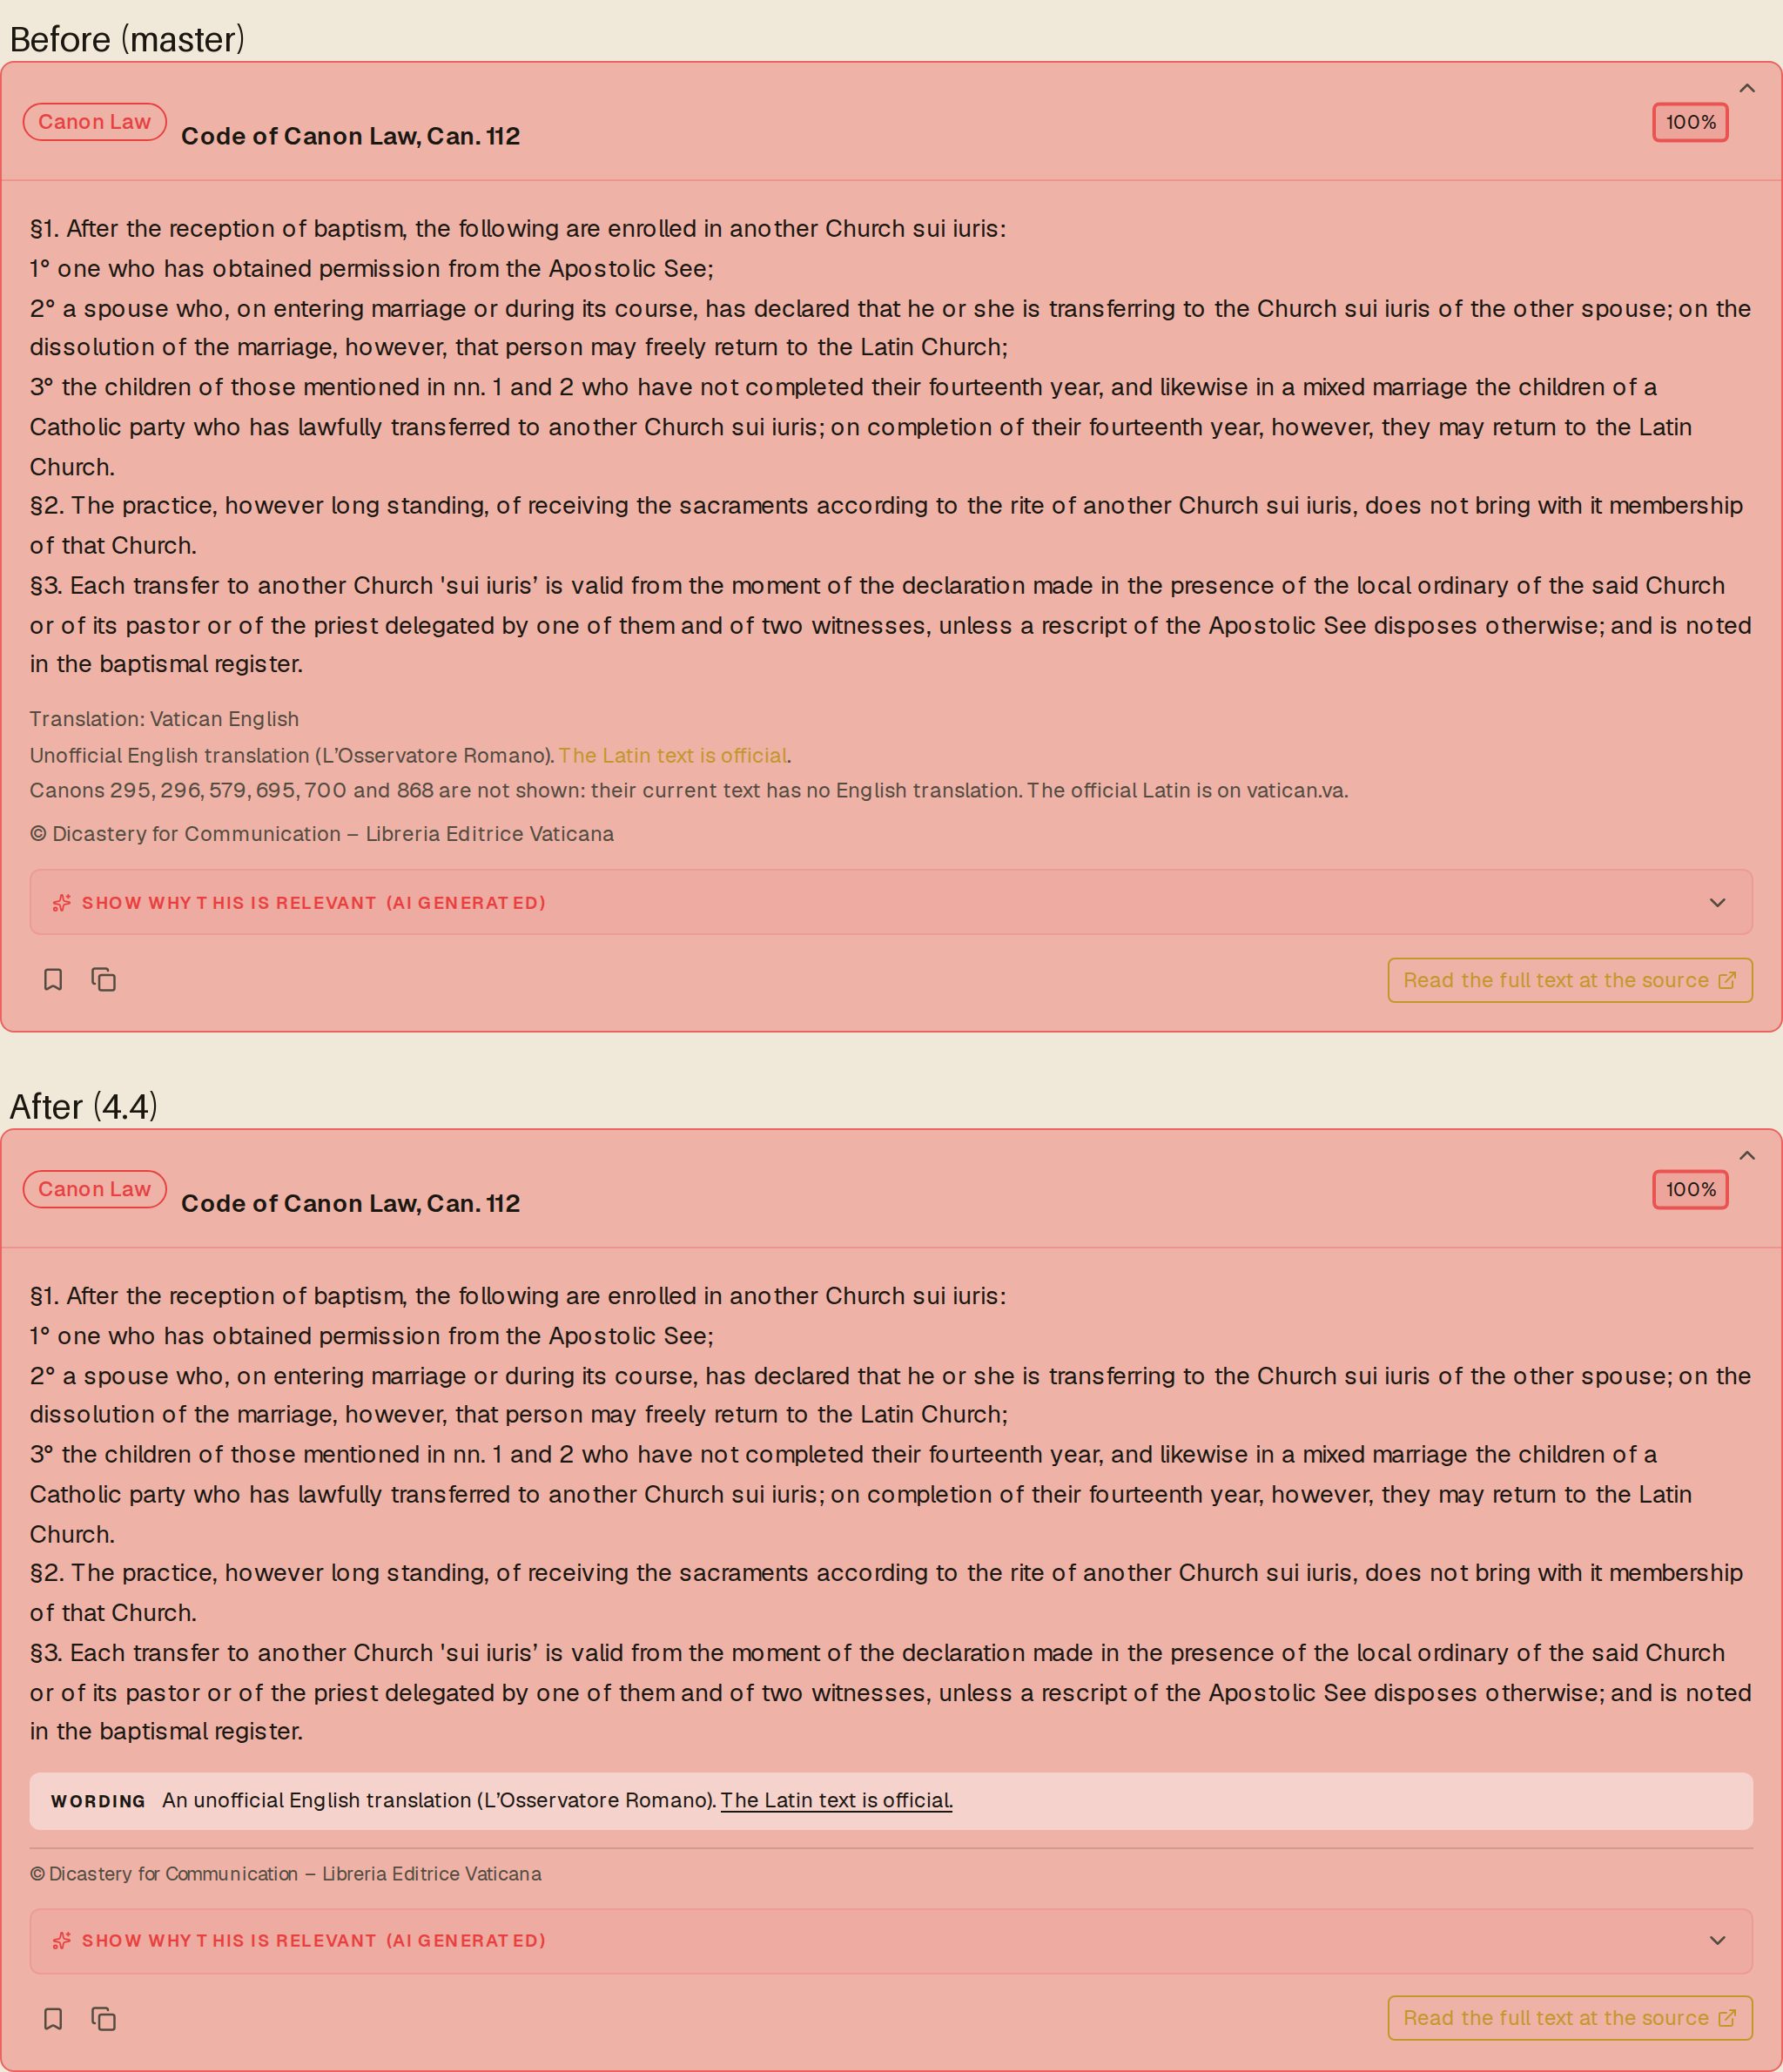 Before (master)
Canon Law
Code of Canon Law, Can. 112
100%
§1. After the reception of baptism, the following are enrolled in another Church sui iuris:
1° one who has obtained permission from the Apostolic See;
2° a spouse who, on entering marriage or during its course, has declared that he or she is transferring to the Church sui iuris of the other spouse; on the
dissolution of the marriage, however, that person may freely return to the Latin Church;
3° the children of those mentioned in nn. 1 and 2 who have not completed their fourteenth year, and likewise in a mixed marriage the children of a
Catholic party who has lawfully transferred to another Church sui iuris; on completion of their fourteenth year, however, they may return to the Latin
Church.
§2. The practice, however long standing, of receiving the sacraments according to the rite of another Church sui iuris, does not bring with it membership
of that Church.
§3. Each transfer to another Church 'sui iuris’ is valid from the moment of the declaration made in the presence of the local ordinary of the said Church
or of its pastor or of the priest delegated by one of them and of two witnesses, unless a rescript of the Apostolic See disposes otherwise; and is noted
in the baptismal register.
Translation: Vatican English
Unofficial English translation (L’Osservatore Romano). The Latin text is official.
Canons 295, 296, 579, 695, 700 and 868 are not shown: their current text has no English translation. The official Latin is on vatican.va.
© Dicastery for Communication – Libreria Editrice Vaticana
SHOW WHY THIS IS RELEVANT (AI GENERATED)
Read the full text at the source
After (4.4)
Canon Law
Code of Canon Law, Can. 112
100%
§1. After the reception of baptism, the following are enrolled in another Church sui iuris:
1° one who has obtained permission from the Apostolic See;
2° a spouse who, on entering marriage or during its course, has declared that he or she is transferring to the Church sui iuris of the other spouse; on the
dissolution of the marriage, however, that person may freely return to the Latin Church;
3° the children of those mentioned in nn. 1 and 2 who have not completed their fourteenth year, and likewise in a mixed marriage the children of a
Catholic party who has lawfully transferred to another Church sui iuris; on completion of their fourteenth year, however, they may return to the Latin
Church.
§2. The practice, however long standing, of receiving the sacraments according to the rite of another Church sui iuris, does not bring with it membership
of that Church.
§3. Each transfer to another Church 'sui iuris’ is valid from the moment of the declaration made in the presence of the local ordinary of the said Church
or of its pastor or of the priest delegated by one of them and of two witnesses, unless a rescript of the Apostolic See disposes otherwise; and is noted
in the baptismal register.
WORDING An unofficial English translation (L’Osservatore Romano). The Latin text is official.
© Dicastery for Communication – Libreria Editrice Vaticana
SHOW WHY THIS IS RELEVANT (AI GENERATED)
Read the full text at the source